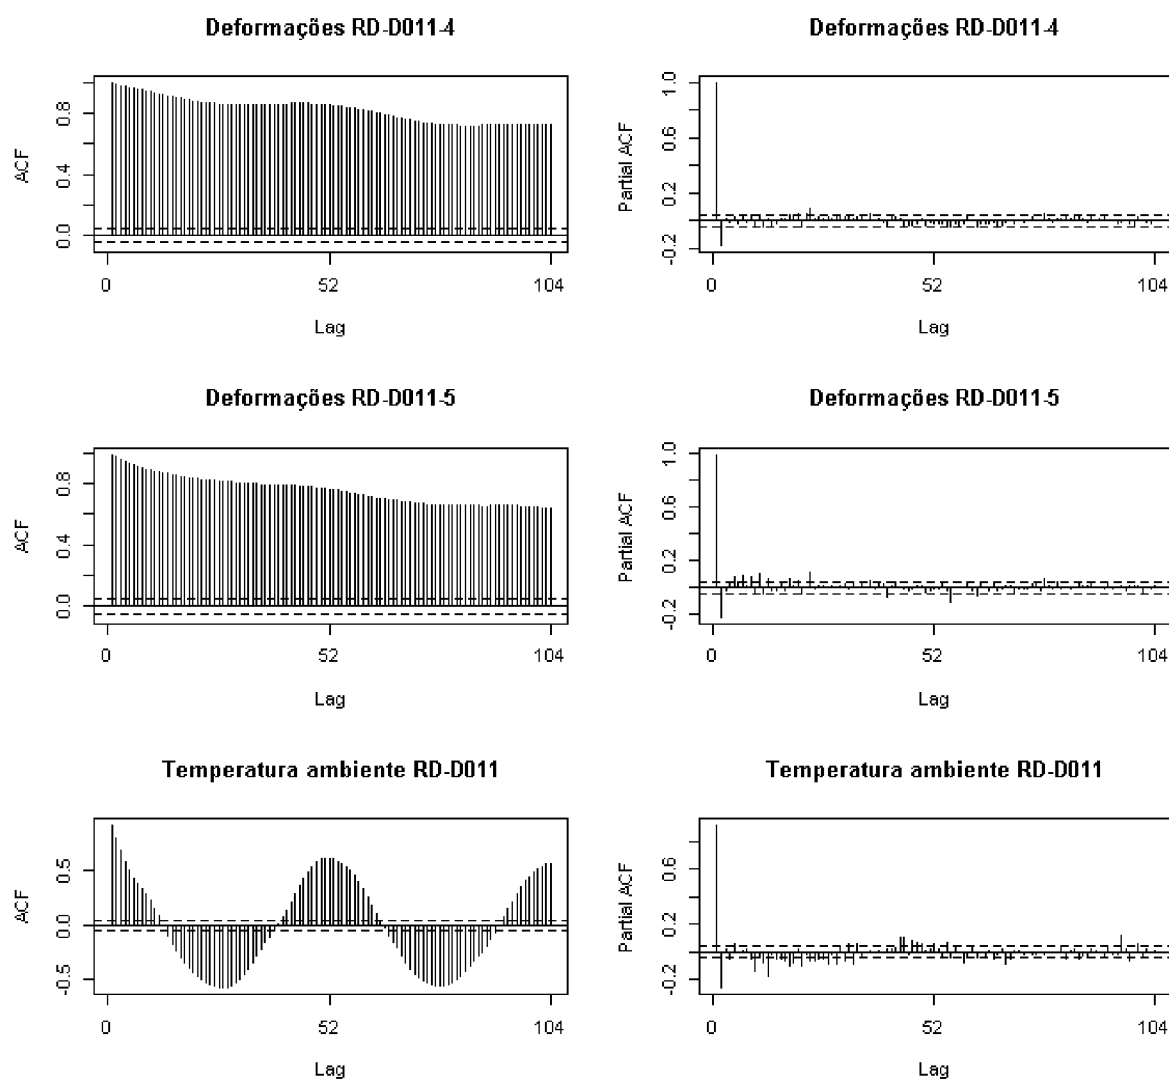 Deformações RD-D011-4
ACF
0.0 0.4 0.8
0 52 104
Lag
Deformações RD-D011-4
Partial ACF
-0.2 0.2 0.6 1.0
0 52 104
Lag
Deformações RD-D011-5
ACF
0.0 0.4 0.8
0 52 104
Lag
Deformações RD-D011-5
Partial ACF
-0.2 0.2 0.6 1.0
0 52 104
Lag
Temperatura ambiente RD-D011
ACF
-0.5 0.0 0.5
0 52 104
Lag
Temperatura ambiente RD-D011
Partial ACF
-0.2 0.2 0.6
0 52 104
Lag